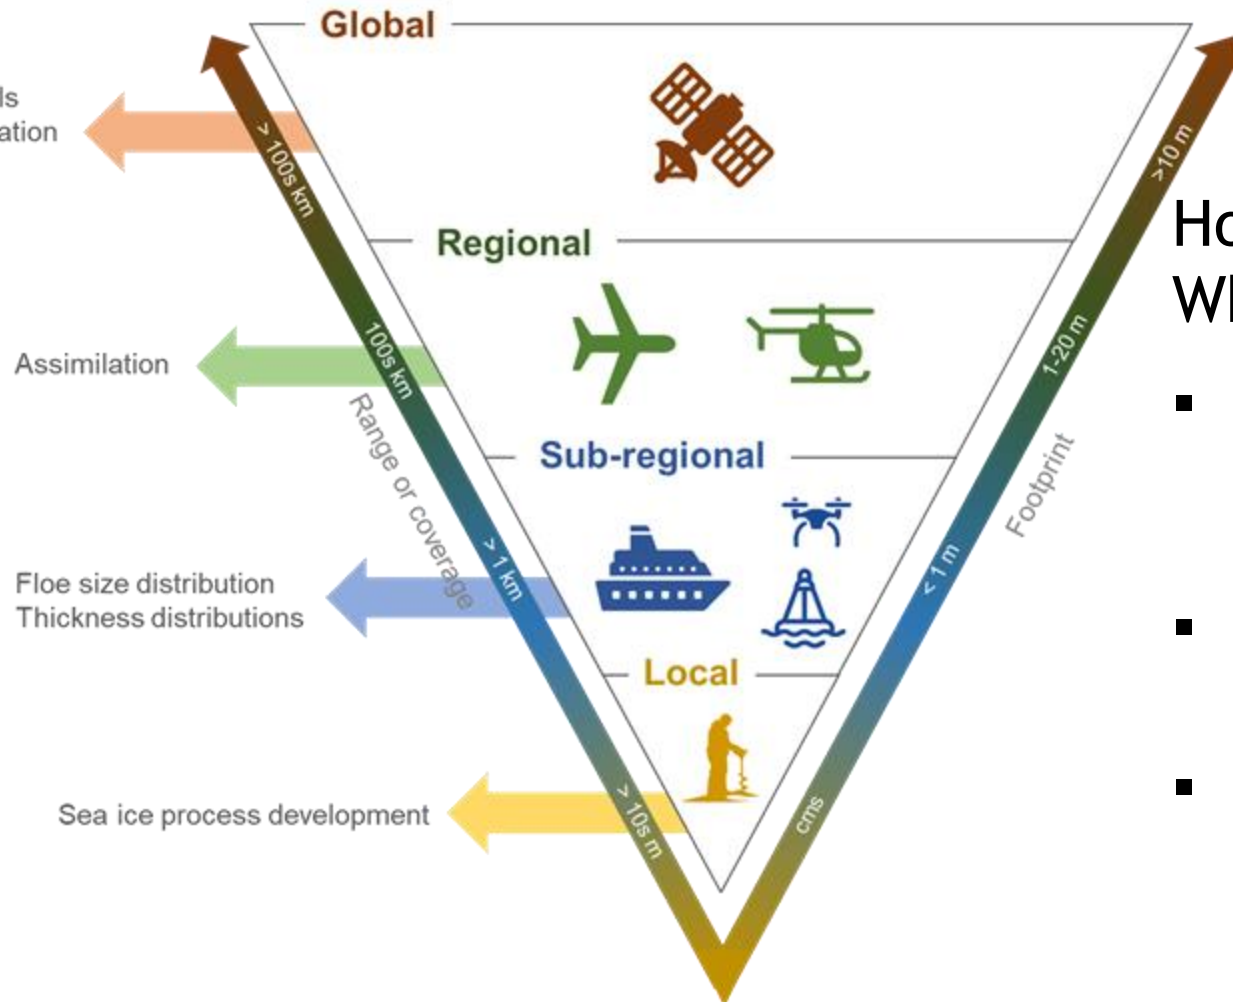 Global
> 100s km
>10 m
Regional
100s km
1-20 m
Assimilation
Range or coverage
Footprint
Sub-regional
> 1 km
< 1 m
Floe size distribution
Thickness distributions
Local
Sea ice process development
> 10s m
cms